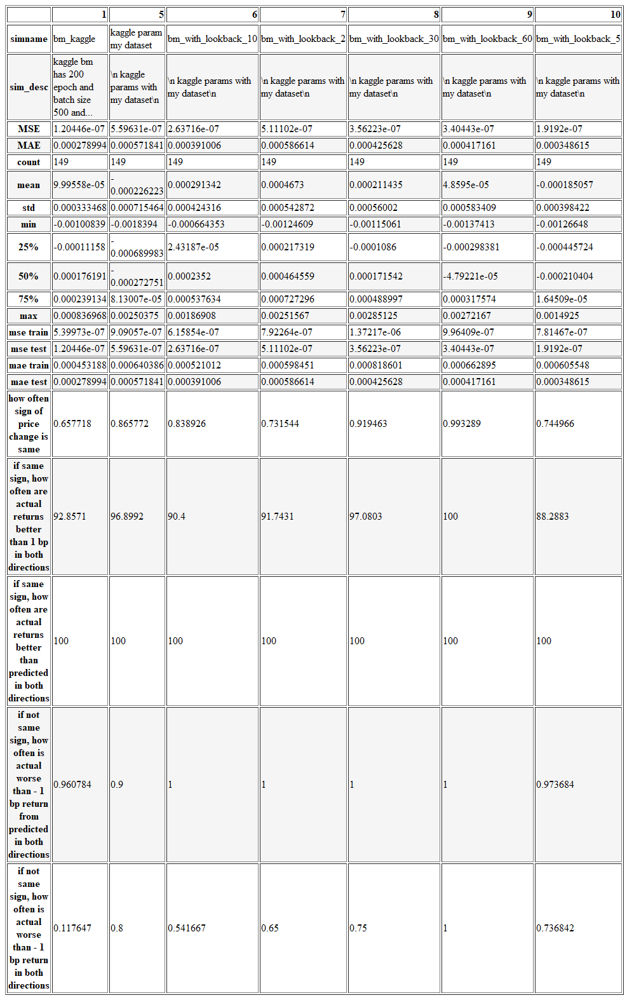 1 5 6 7 8 9 10
simname bm_kaggle kaggle param my dataset bm_with_lookback_10 bm_with_lookback_2 bm_with_lookback_30 bm_with_lookback_60 bm_with_lookback_5
sim_desc kaggle bm has 200 epoch and batch size 500 and... \n kaggle params with my dataset\n \n kaggle params with my dataset\n \n kaggle params with my dataset\n \n kaggle params with my dataset\n \n kaggle params with my dataset\n \n kaggle params with my dataset\n
MSE 1.20446e-07 5.59631e-07 2.63716e-07 5.11102e-07 3.56223e-07 3.40443e-07 1.9192e-07
MAE 0.000278994 0.000571841 0.000391006 0.000586614 0.000425628 0.000417161 0.000348615
count 149 149 149 149 149 149 149
mean 9.99558e-05 -0.000226223 0.000291342 0.0004673 0.000211435 4.8595e-05 -0.000185057
std 0.000333468 0.000715464 0.000424316 0.000542872 0.00056002 0.000583409 0.000398422
min -0.00100839 -0.0018394 -0.000664353 -0.00124609 -0.00115061 -0.00137413 -0.00126648
25% -0.00011158 -0.000689983 2.43187e-05 0.000217319 -0.0001086 -0.000298381 -0.000445724
50% 0.000176191 -0.000272751 0.0002352 0.000464559 0.000171542 -4.79221e-05 -0.000210404
75% 0.000239134 8.13007e-05 0.000537634 0.000727296 0.000488997 0.000317574 1.64509e-05
max 0.000836968 0.00250375 0.00186908 0.00251567 0.00285125 0.00272167 0.0014925
mse train 5.39973e-07 9.09057e-07 6.15854e-07 7.92264e-07 1.37217e-06 9.96409e-07 7.81467e-07
mse test 1.20446e-07 5.59631e-07 2.63716e-07 5.11102e-07 3.56223e-07 3.40443e-07 1.9192e-07
mae train 0.000453188 0.000640386 0.000521012 0.000598451 0.000818601 0.000662895 0.000605548
mae test 0.000278994 0.000571841 0.000391006 0.000586614 0.000425628 0.000417161 0.000348615
how often sign of price change is same 0.657718 0.865772 0.838926 0.731544 0.919463 0.993289 0.744966
if same sign, how often are actual returns better than 1 bp in both directions 92.8571 96.8992 90.4 91.7431 97.0803 100 88.2883
if same sign, how often are actual returns better than predicted in both directions 100 100 100 100 100 100 100
if not same sign, how often is actual worse than - 1 bp return from predicted in both directions 0.960784 0.9 1 1 1 1 0.973684
if not same sign, how often is actual worse than - 1 bp return in both directions 0.117647 0.8 0.541667 0.65 0.75 1 0.736842